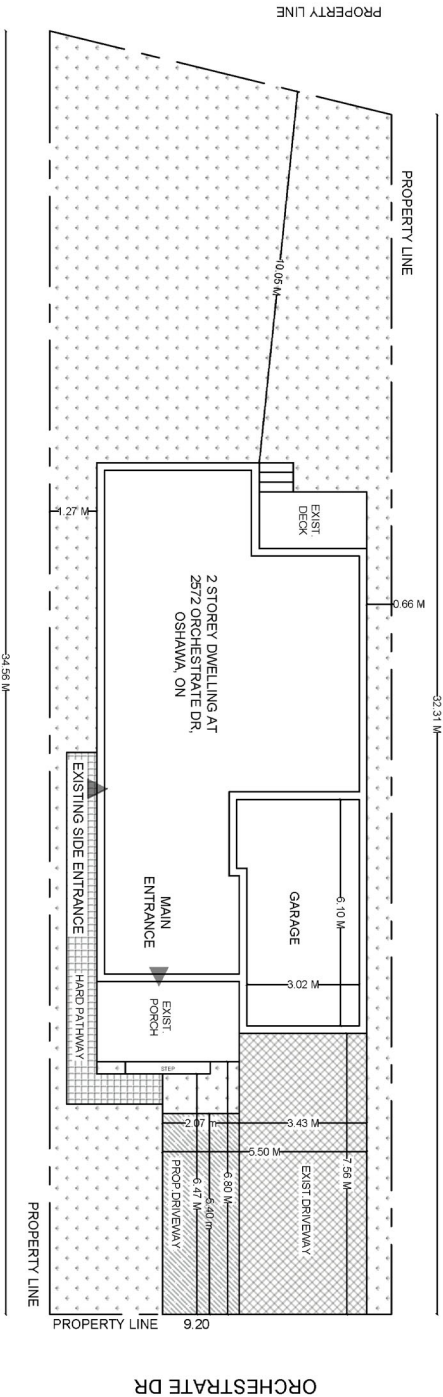 PROPERTY LINE
PROPERTY LINE
10.05 M
EXIST.
DECK
1.27 M
0.66 M
34.56 M
32.31 M
2 STOREY DWELLING AT
2572 ORCHESTRATE DR,
OSHAWA, ON
EXISTING SIDE ENTRANCE
HARD PATHWAY
MAIN
ENTRANCE
GARAGE
6.10 M
3.02 M
EXIST.
PORCH
STEP
2.07 m
3.43 M
5.50 M
7.56 M
6.80 M
6.40 m
6.47 M
PROP.DRIVEWAY
EXIST.DRIVEWAY
PROPERTY LINE
PROPERTY LINE 9.20
ORCHESTRATE DR